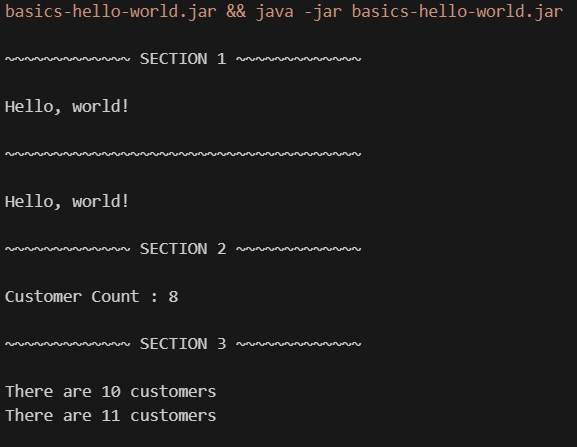 basics-hello-world.jar && java -jar basics-hello-world.jar
~~~~~~~~~~~~~ SECTION 1 ~~~~~~~~~~~~~
Hello, world!
~~~~~~~~~~~~~~~~~~~~~~~~~~~~~~~~~~~~~
Hello, world!
~~~~~~~~~~~~~ SECTION 2 ~~~~~~~~~~~~~
Customer Count : 8
~~~~~~~~~~~~~ SECTION 3 ~~~~~~~~~~~~~
There are 10 customers
There are 11 customers